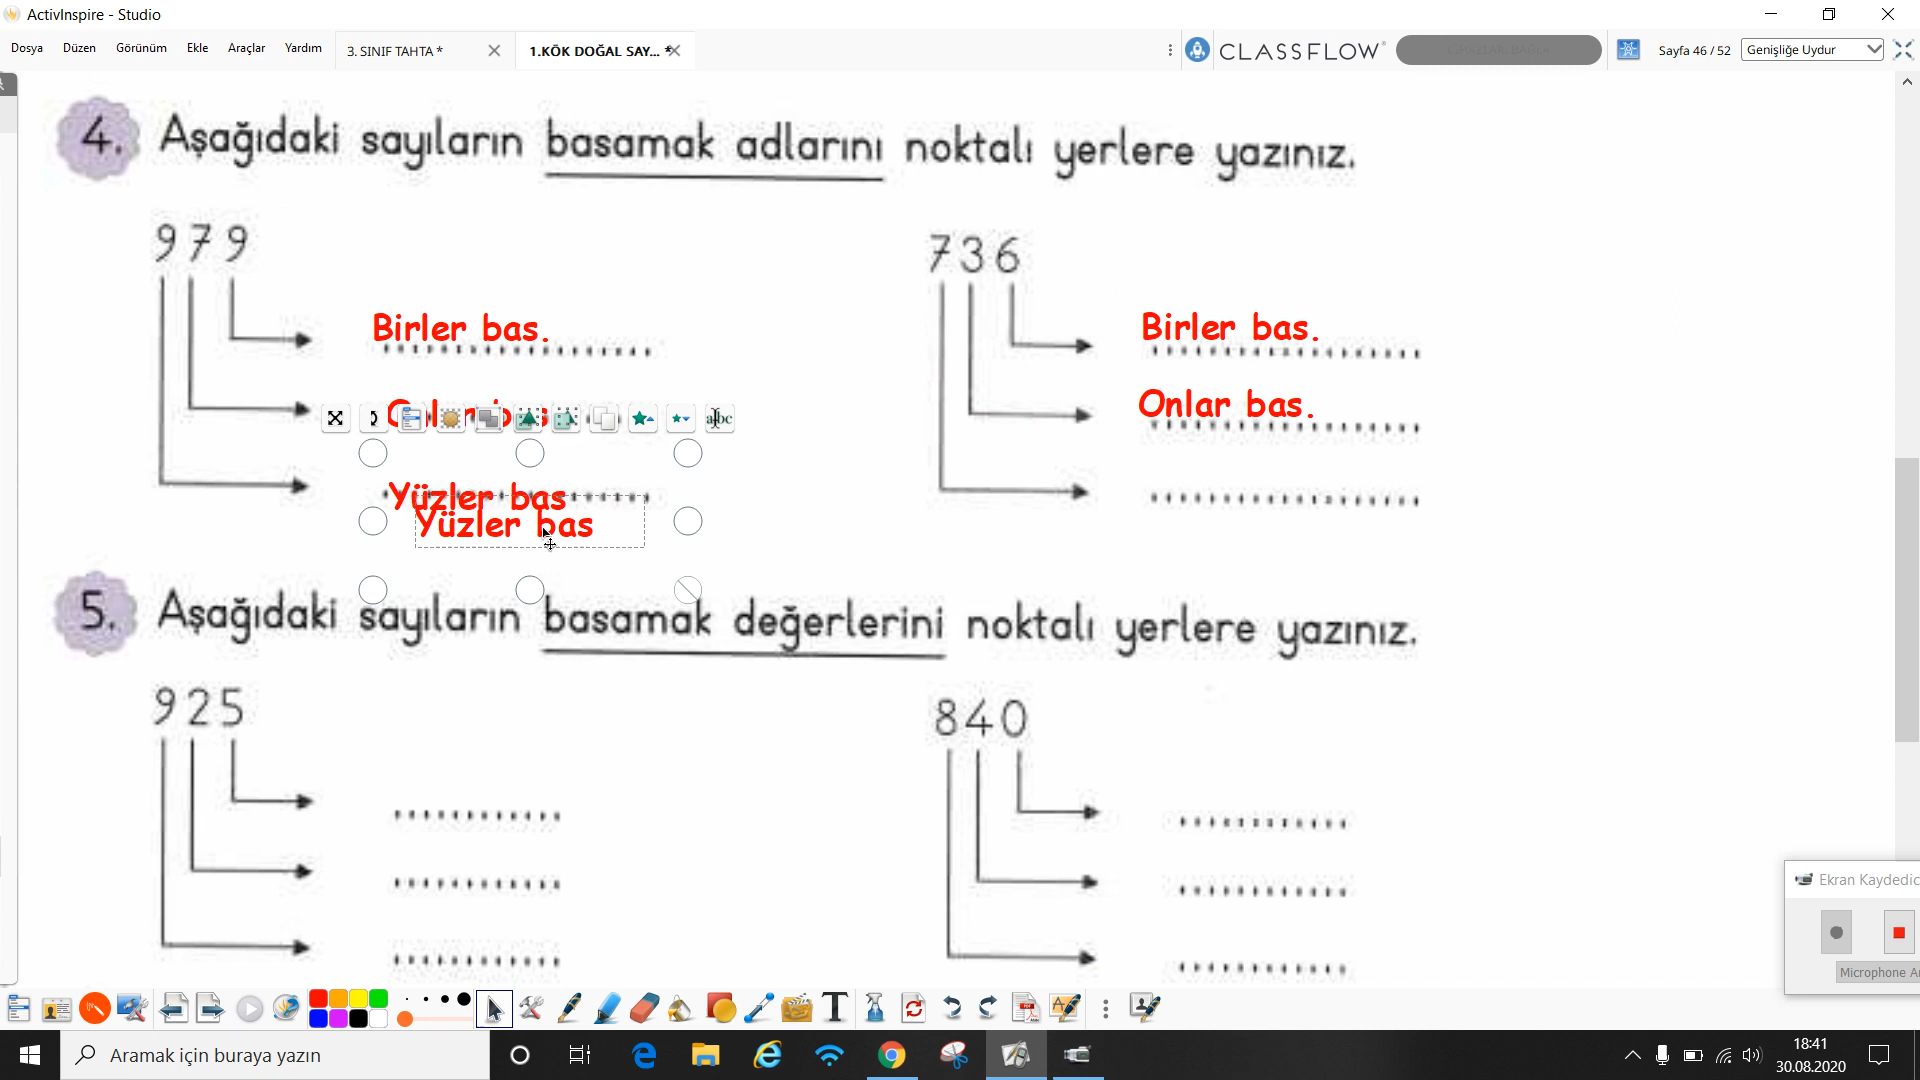 ActivInspire - Studio
Dosya Düzen Görünüm Ekle Araçlar Yardım 3. SINIF TAHTA * 1.KÖK DOĞAL SAY... * CLASSFLOW Sayfa 46 / 52 Genişliğe Uydur
4. Aşağıdaki sayıların basamak adlarını noktalı yerlere yazınız.
979
Birler bas.
Yüzler bas
Yüzler bas
736
Birler bas.
Onlar bas.
abc
5. Aşağıdaki sayıların basamak değerlerini noktalı yerlere yazınız.
925
840
Ekran Kaydedic
Microphone
Aramak için buraya yazın
18:41
30.08.2020